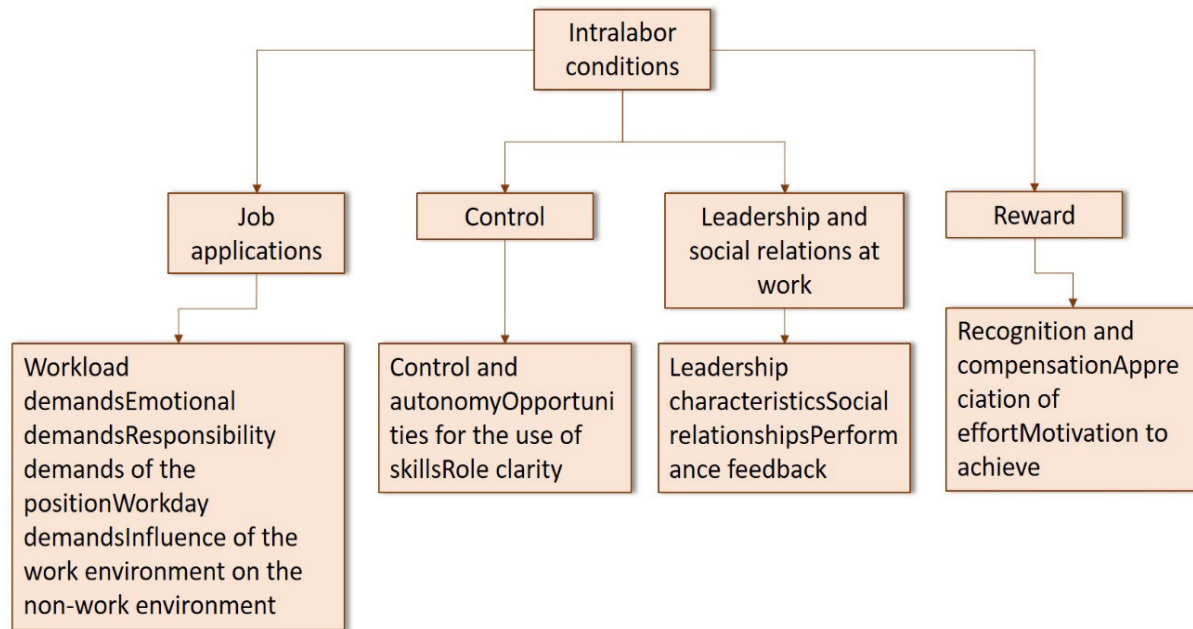 Intralabor
conditions
Job
applications
Control
Leadership and
social relations at
work
Reward
Workload
demandsEmotional
demandsResponsibility
demands of the
positionWorkday
demandsInfluence of the
work environment on the
non-work environment
Control and
autonomyOpportuni
ties for the use of
skillsRole clarity
Leadership
characteristicsSocial
relationshipsPerform
ance feedback
Recognition and
compensationAppre
ciation of
effortMotivation to
achieve